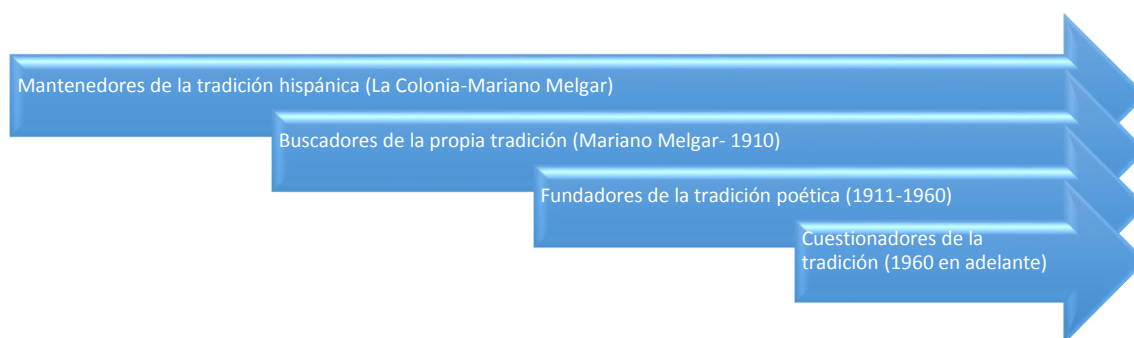 Mantenedores de la tradición hispánica (La Colonia-Mariano Melgar)
Buscadores de la propia tradición (Mariano Melgar- 1910)
Fundadores de la tradición poética (1911-1960)
Cuestionadores de la
tradición (1960 en adelante)